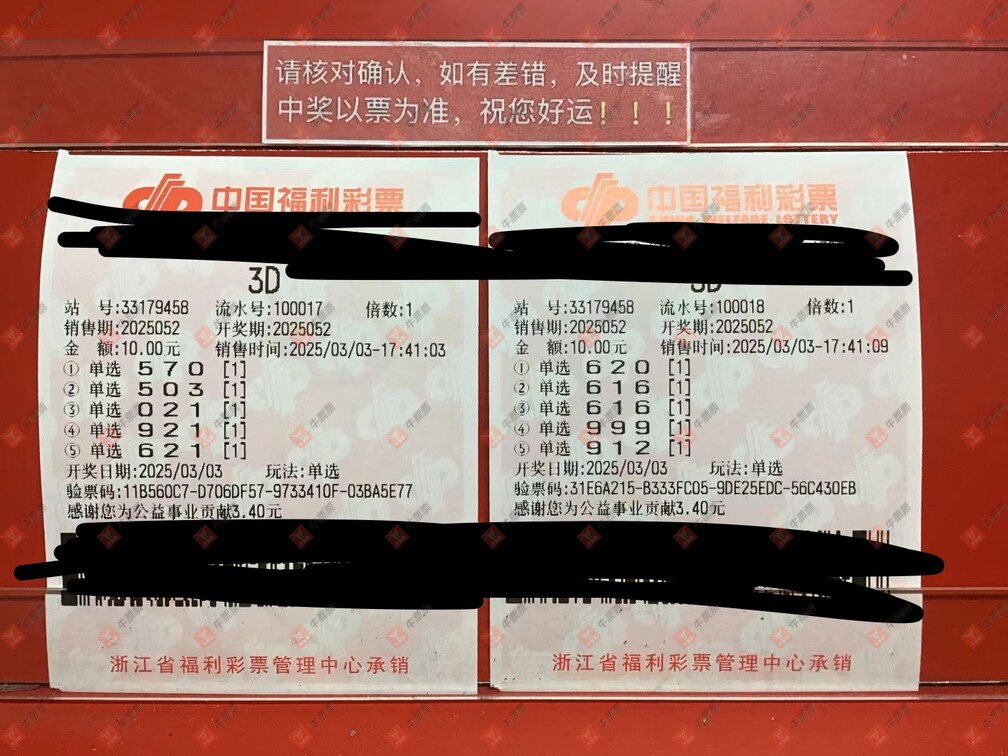 请核对确认，如有差错，及时提醒
中奖以票为准，祝您好运！！！
中国福利彩票
3D
站 号:33179458 流水号:100017 倍数:1
销售期:2025052 开奖期:2025052
金 额:10.00元 销售时间:2025/03/03-17:41:03
① 单选 570 [1]
② 单选 503 [1]
③ 单选 021 [1]
④ 单选 921 [1]
⑤ 单选 621 [1]
开奖日期:2025/03/03 玩法:单选
验票码:11B560C7-D706DF57-9733410F-03BA5E77
感谢您为公益事业贡献3.40元
浙江省福利彩票管理中心承销
中国福利彩票
CHINA WELFARE LOTTERY
3D
站 号:33179458 流水号:100018 倍数:1
销售期:2025052 开奖期:2025052
金 额:10.00元 销售时间:2025/03/03-17:41:09
① 单选 620 [1]
② 单选 616 [1]
③ 单选 616 [1]
④ 单选 999 [1]
⑤ 单选 912 [1]
开奖日期:2025/03/03 玩法:单选
验票码:31E6A215-B333FC05-9DE25EDC-56C430EB
感谢您为公益事业贡献3.40元
浙江省福利彩票管理中心承销